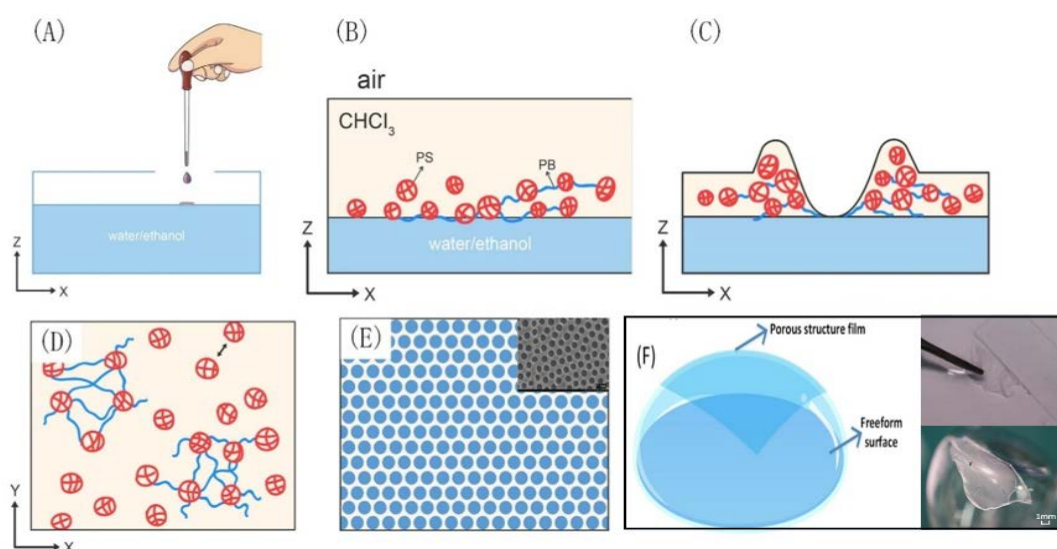 (A)
Z
X
water/ethanol
(B)
air
CHCl₃
PS
PB
water/ethanol
Z
X
(C)
Z
X
(D)
Y
X
(E)
(F)
Porous structure film
Freeform
surface
1mm